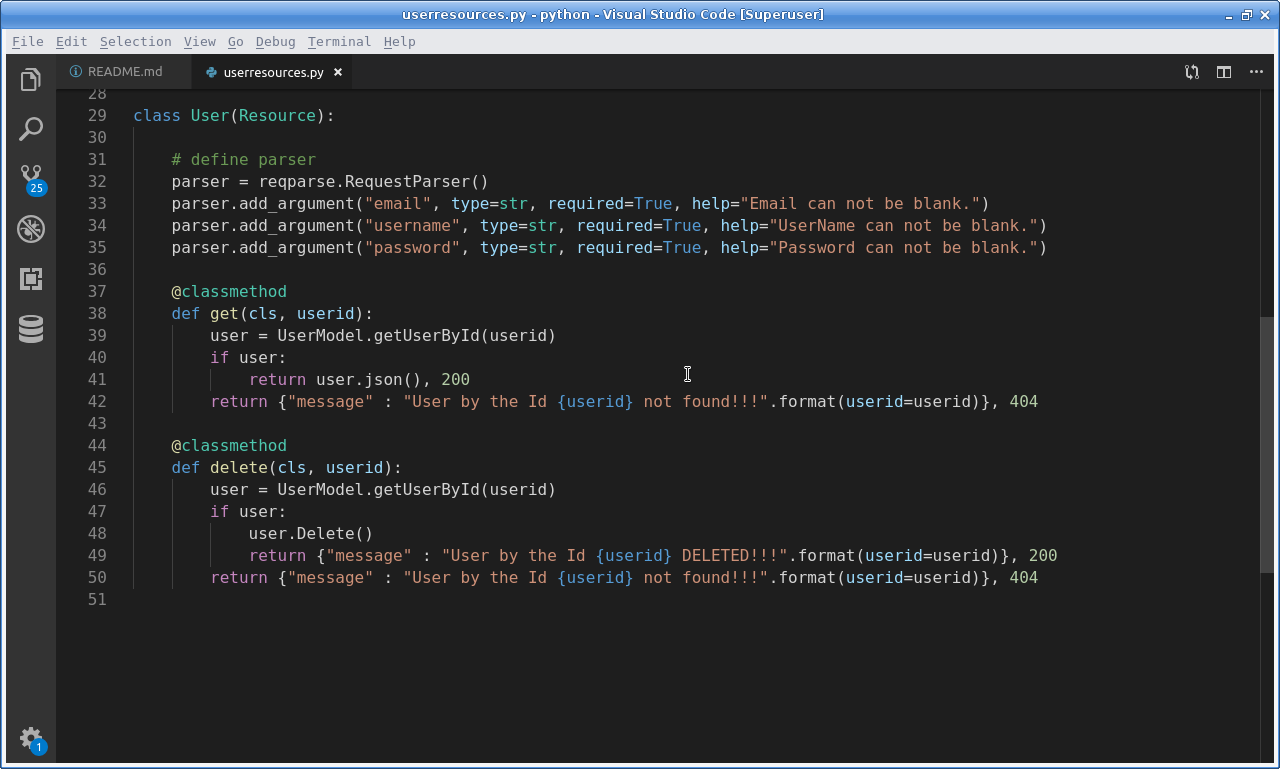 userresources.py - python - Visual Studio Code [Superuser]
File Edit Selection View Go Debug Terminal Help
README.md userresources.py
28
29 class User(Resource):
30
31 # define parser
32 parser = reqparse.RequestParser()
33 parser.add_argument("email", type=str, required=True, help="Email can not be blank.")
34 parser.add_argument("username", type=str, required=True, help="UserName can not be blank.")
35 parser.add_argument("password", type=str, required=True, help="Password can not be blank.")
36
37 @classmethod
38 def get(cls, userid):
39 user = UserModel.getUserById(userid)
40 if user:
41 return user.json(), 200
42 return {"message" : "User by the Id {userid} not found!!!".format(userid=userid)}, 404
43
44 @classmethod
45 def delete(cls, userid):
46 user = UserModel.getUserById(userid)
47 if user:
48 user.Delete()
49 return {"message" : "User by the Id {userid} DELETED!!!".format(userid=userid)}, 200
50 return {"message" : "User by the Id {userid} not found!!!".format(userid=userid)}, 404
51
25
1